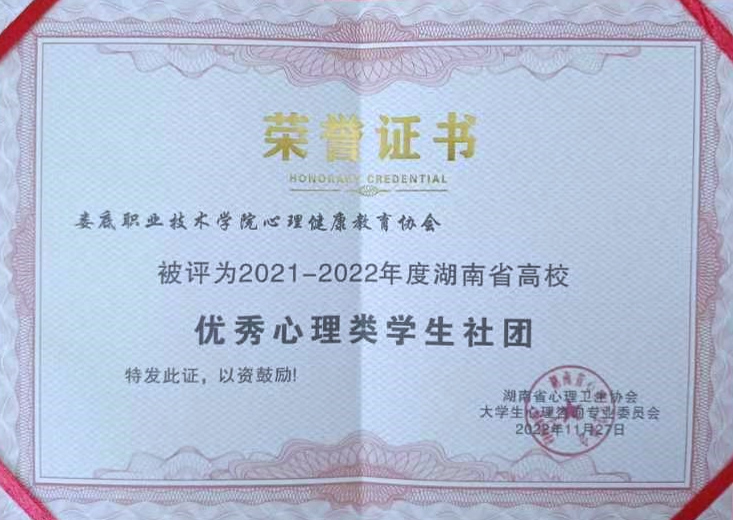 荣誉证书
HONORARY CREDENTIAL
娄底职业技术学院心理健康教育协会
被评为2021-2022年度湖南省高校
优秀心理类学生社团
特发此证，以资鼓励!
湖南省心理卫生协会
大学生心理咨询专业委员会
2022年11月27日